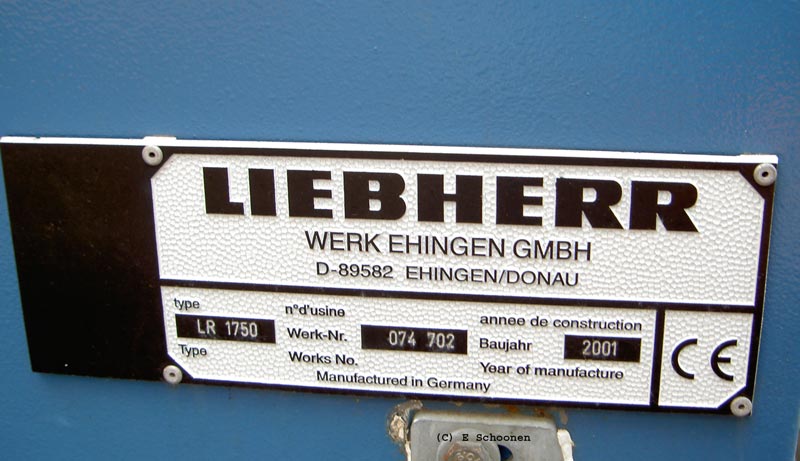 LIEBHERR
WERK EHINGEN GMBH
D-89582 EHINGEN/DONAU
type
LR 1750
Type
n°d'usine
Werk-Nr. 074 702
Works No.
annee de construction
Baujahr 2001
Year of manufacture
Manufactured in Germany
CE
(C) E Schoonen